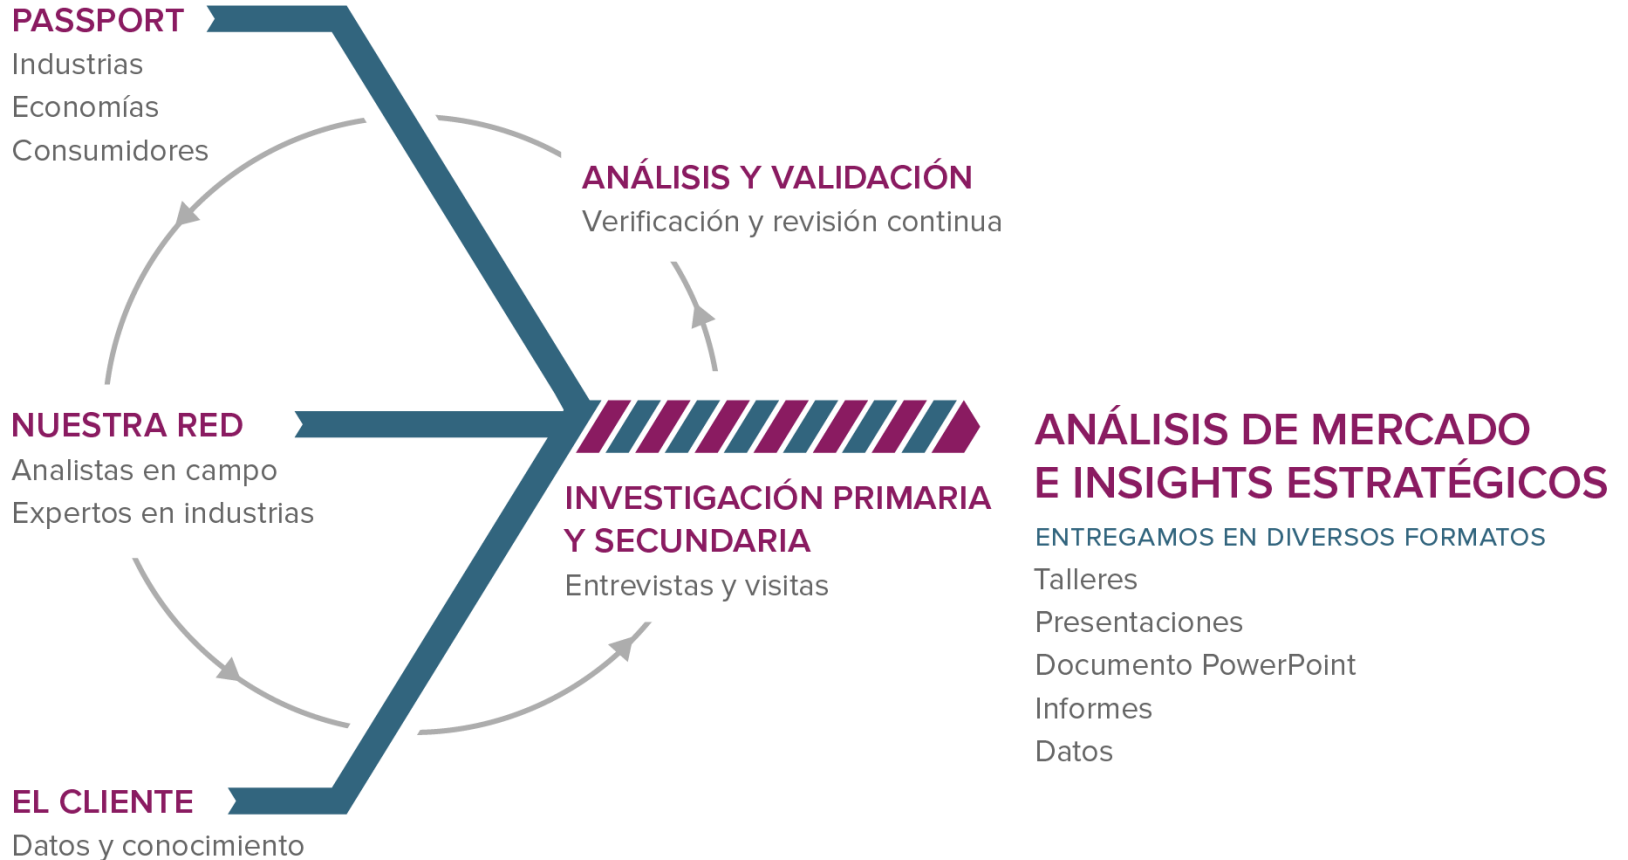 PASSPORT
Industrias
Economías
Consumidores
ANÁLISIS Y VALIDACIÓN
Verificación y revisión continua
NUESTRA RED
Analistas en campo
Expertos en industrias
INVESTIGACIÓN PRIMARIA
Y SECUNDARIA
Entrevistas y visitas
EL CLIENTE
Datos y conocimiento
ANÁLISIS DE MERCADO
E INSIGHTS ESTRATÉGICOS
ENTREGAMOS EN DIVERSOS FORMATOS
Talleres
Presentaciones
Documento PowerPoint
Informes
Datos